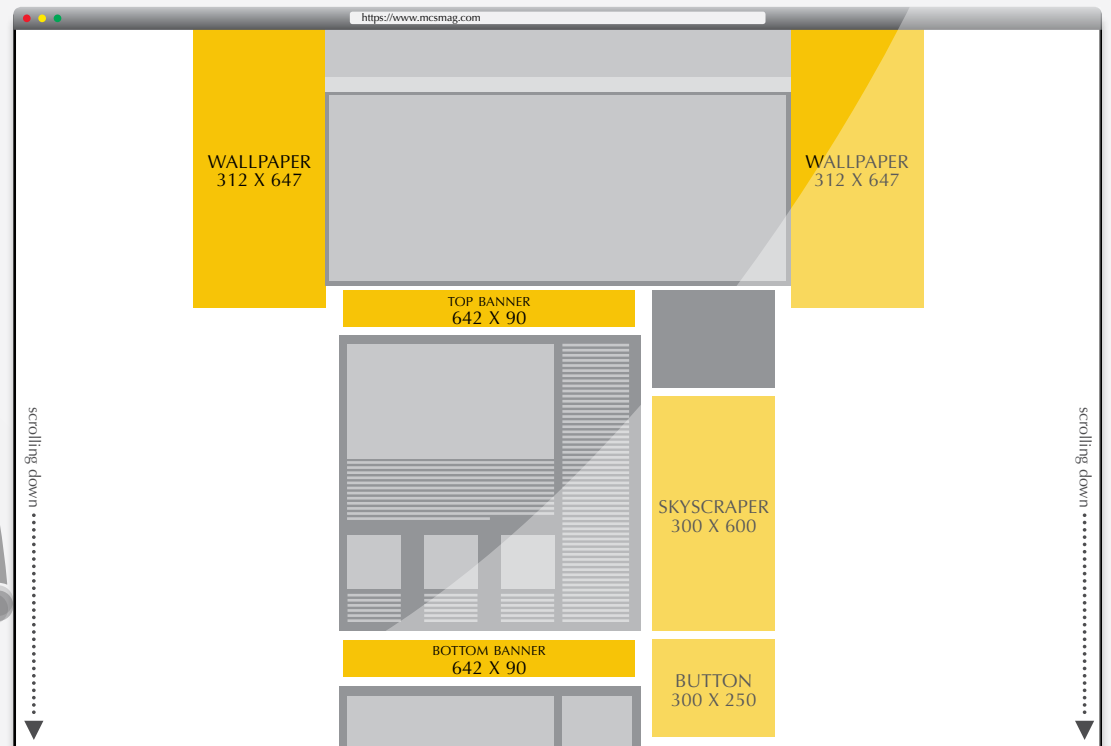 https://www.mcsmag.com
WALLPAPER
312 X 647
WALLPAPER
312 X 647
TOP BANNER
642 X 90
scrolling down
SKYSCRAPER
300 X 600
scrolling down
BOTTOM BANNER
642 X 90
BUTTON
300 X 250